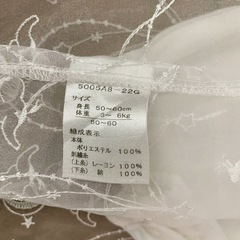 5005A8-22G
サイズ
身長 50~60cm
体重 3~ 6kg
50-60
組成表示
本体
ポリエステル 100%
刺繍糸
(上糸) レーヨン 100%
(下糸) 綿 100%